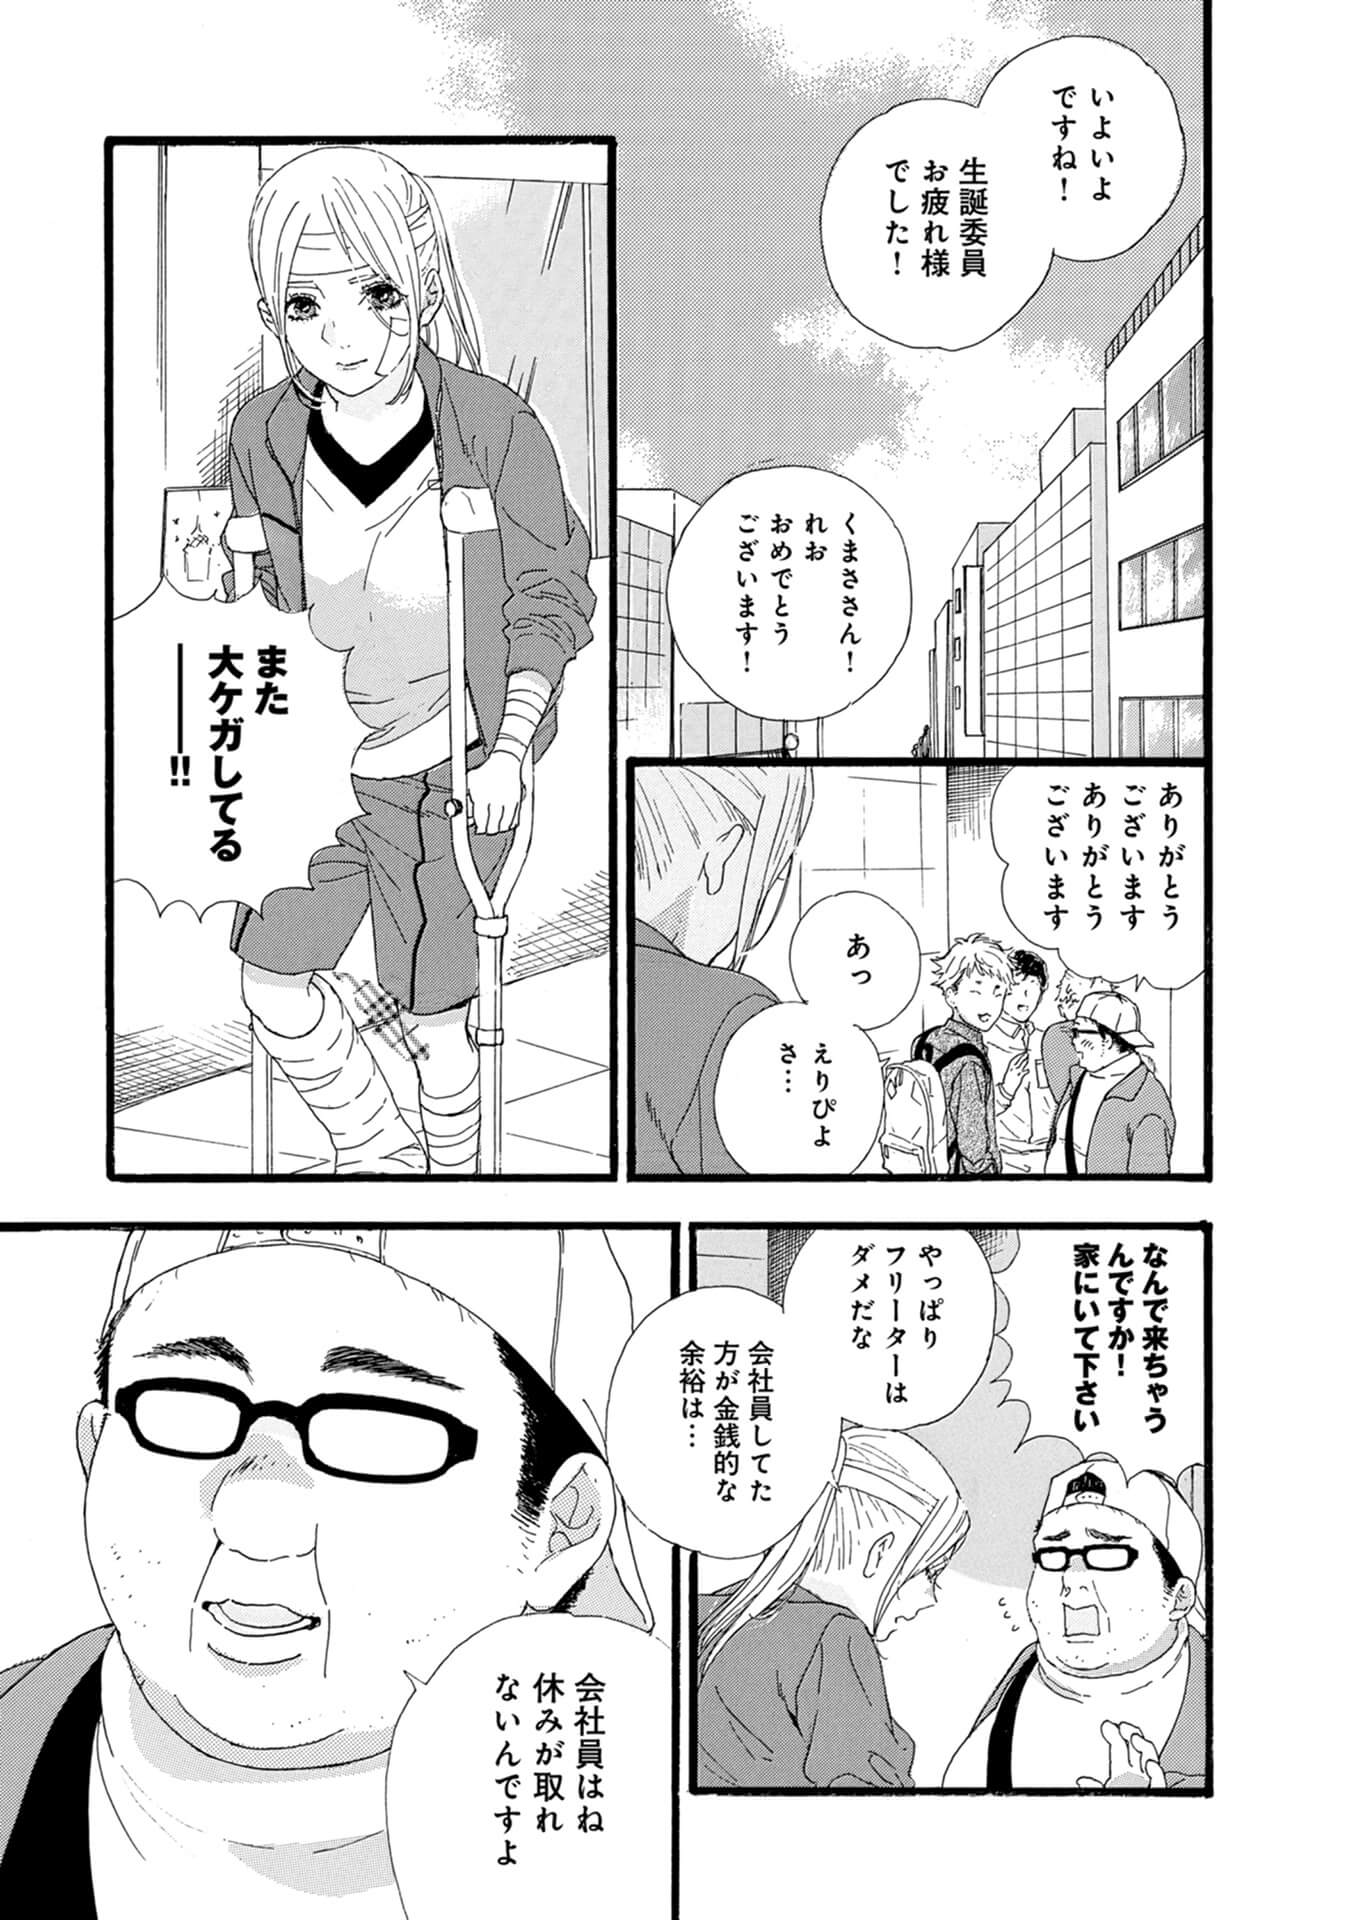 いよいよ
ですね！
生誕委員
お疲れ様
でした！
くまささん！
れお
おめでとう
ございます！
ありがとう
ございます
ありがとう
ございます
あっ
えりぴよ
さ…
また
大ケガしてる
――!!
なんで来ちゃう
んですか！
家にいて下さい
やっぱり
フリーターは
ダメだな
会社員してた
方が金銭的な
余裕は…
会社員はね
休みが取れ
ないんですよ